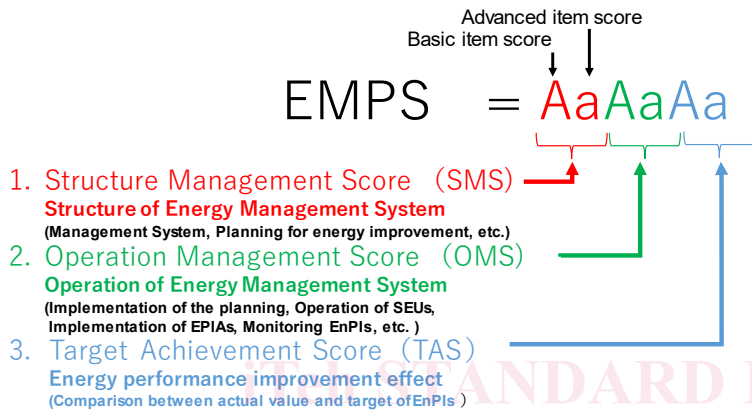 Advanced item score
Basic item score
EMPS = AaAaAa
1. Structure Management Score （SMS）
Structure of Energy Management System
(Management System, Planning for energy improvement, etc.)
2. Operation Management Score （OMS）
Operation of Energy Management System
(Implementation of the planning, Operation of SEUs,
Implementation of EPIAs, Monitoring EnPIs, etc. )
3. Target Achievement Score （TAS）
Energy performance improvement effect
(Comparison between actual value and target of EnPIs ）
iTeh STANDARD